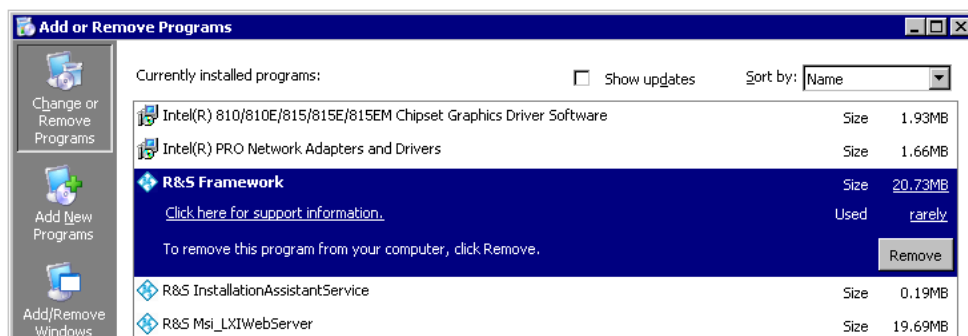 Add or Remove Programs
Change or
Remove
Programs
Add New
Programs
Add/Remove
Windows
Currently installed programs:
Show updates
Sort by: Name
Intel(R) 810/810E/815/815E/815EM Chipset Graphics Driver Software Size 1.93MB
Intel(R) PRO Network Adapters and Drivers Size 1.66MB
R&S Framework Size 20.73MB
Click here for support information. Used rarely
To remove this program from your computer, click Remove. Remove
R&S InstallationAssistantService Size 0.19MB
R&S Msi_LXIWebServer Size 19.69MB